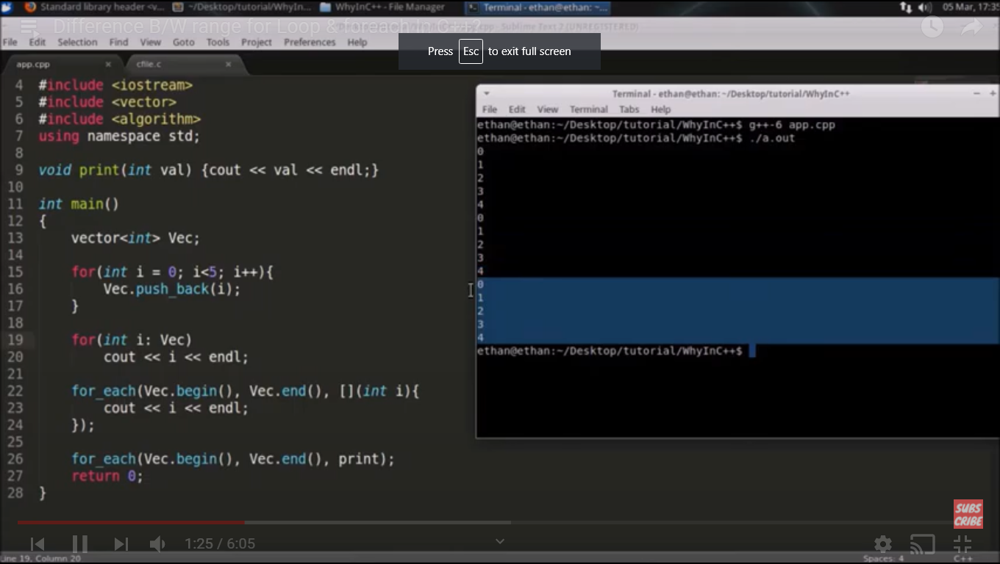 Standard library header <v... ~/Desktop/tutorial/WhyIn... WhyInC++ - File Manager Terminal - ethan@ethan: ~... 05 Mar, 17:35
Difference B/W range for Loop & foreach in C++?
.cpp - Sublime Text 2 (UNREGISTERED)
File Edit Selection Find View Goto Tools Project Preferences Help
Press Esc to exit full screen
app.cpp × cfile.c ×
4 #include <iostream>
5 #include <vector>
6 #include <algorithm>
7 using namespace std;
8
9 void print(int val) {cout << val << endl;}
10
11 int main()
12 {
13 vector<int> Vec;
14
15 for(int i = 0; i<5; i++){
16 Vec.push_back(i);
17 }
18
19 for(int i: Vec)
20 cout << i << endl;
21
22 for_each(Vec.begin(), Vec.end(), [](int i){
23 cout << i << endl;
24 });
25
26 for_each(Vec.begin(), Vec.end(), print);
27 return 0;
28 }
Terminal - ethan@ethan: ~/Desktop/tutorial/WhyInC++
File Edit View Terminal Tabs Help
ethan@ethan:~/Desktop/tutorial/WhyInC++$ g++-6 app.cpp
ethan@ethan:~/Desktop/tutorial/WhyInC++$ ./a.out
0
1
2
3
4
0
1
2
3
4
0
1
2
3
4
ethan@ethan:~/Desktop/tutorial/WhyInC++$
SUBS
CRIBE
1:25 / 6:05
Line 19, Column 20 Spaces: 4 C++